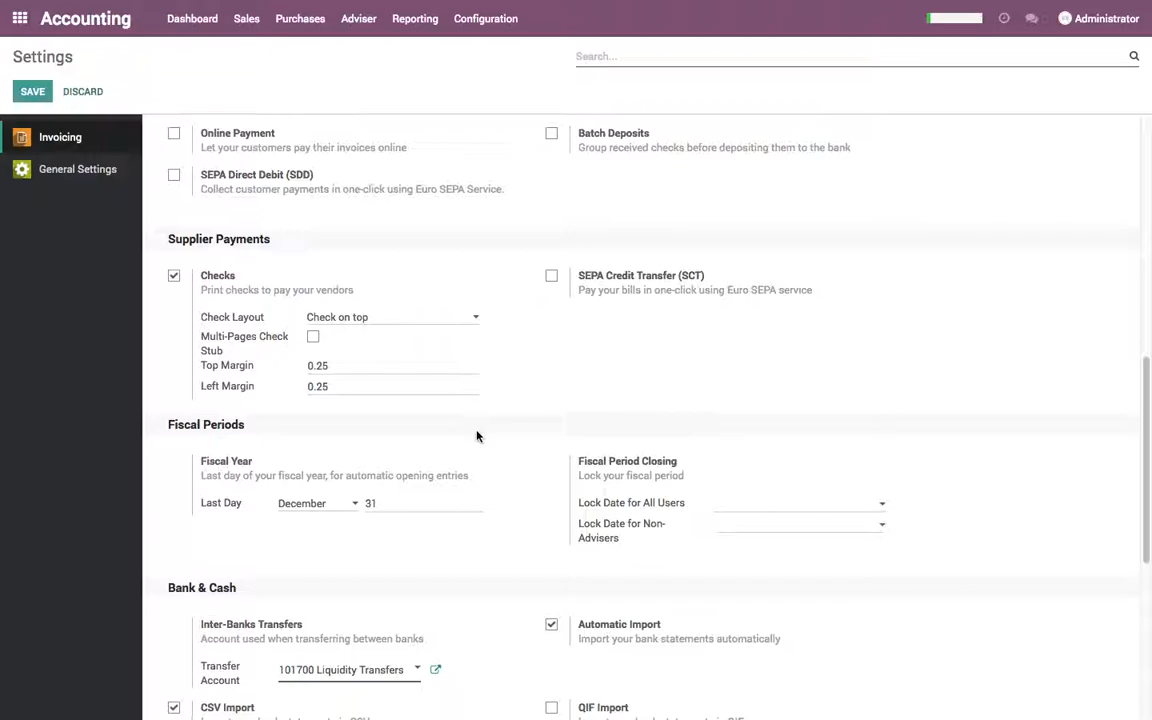 Accounting Dashboard Sales Purchases Adviser Reporting Configuration Administrator
Settings Search...
SAVE DISCARD
Invoicing
General Settings
Online Payment
Let your customers pay their invoices online
Batch Deposits
Group received checks before depositing them to the bank
SEPA Direct Debit (SDD)
Collect customer payments in one-click using Euro SEPA Service.
Supplier Payments
Checks
Print checks to pay your vendors
Check Layout Check on top
Multi-Pages Check
Stub
Top Margin 0.25
Left Margin 0.25
SEPA Credit Transfer (SCT)
Pay your bills in one-click using Euro SEPA service
Fiscal Periods
Fiscal Year
Last day of your fiscal year, for automatic opening entries
Last Day December 31
Fiscal Period Closing
Lock your fiscal period
Lock Date for All Users
Lock Date for Non-
Advisers
Bank & Cash
Inter-Banks Transfers
Account used when transferring between banks
Transfer
Account
101700 Liquidity Transfers
Automatic Import
Import your bank statements automatically
CSV Import
QIF Import